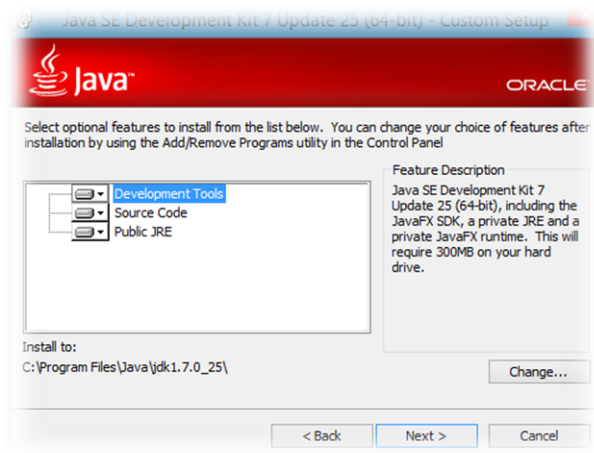 Java SE Development Kit 7 Update 25 (64-bit) - Custom Setup
Java™
ORACLE
Select optional features to install from the list below. You can change your choice of features after
installation by using the Add/Remove Programs utility in the Control Panel
Development Tools
Source Code
Public JRE
Feature Description
Java SE Development Kit 7
Update 25 (64-bit), including the
JavaFX SDK, a private JRE and a
private JavaFX runtime. This will
require 300MB on your hard
drive.
Install to:
C:\Program Files\Java\jdk1.7.0_25\
Change...
< Back
Next >
Cancel